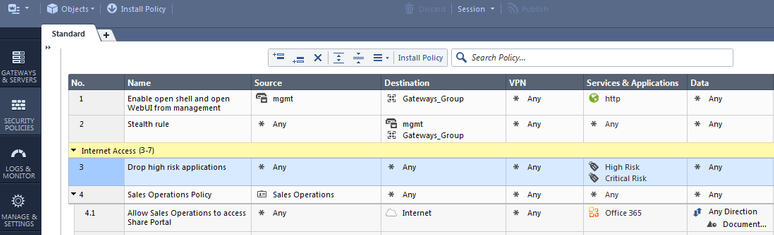 Objects
Install Policy
Discard
Session
Publish
Standard
+
GATEWAYS
& SERVERS
SECURITY
POLICIES
LOGS &
MONITOR
MANAGE &
SETTINGS
Install Policy
Search Policy...
No. Name Source Destination VPN Services & Applications Data
1 Enable open shell and open mgmt Gateways_Group * Any http * Any
WebUI from management
2 Stealth rule * Any mgmt * Any * Any * Any
Gateways_Group
Internet Access (3-7)
3 Drop high risk applications * Any * Any * Any High Risk * Any
Critical Risk
4 Sales Operations Policy Sales Operations * Any * Any * Any * Any
4.1 Allow Sales Operations to access * Any Internet * Any Office 365 Any Direction
Share Portal Document...